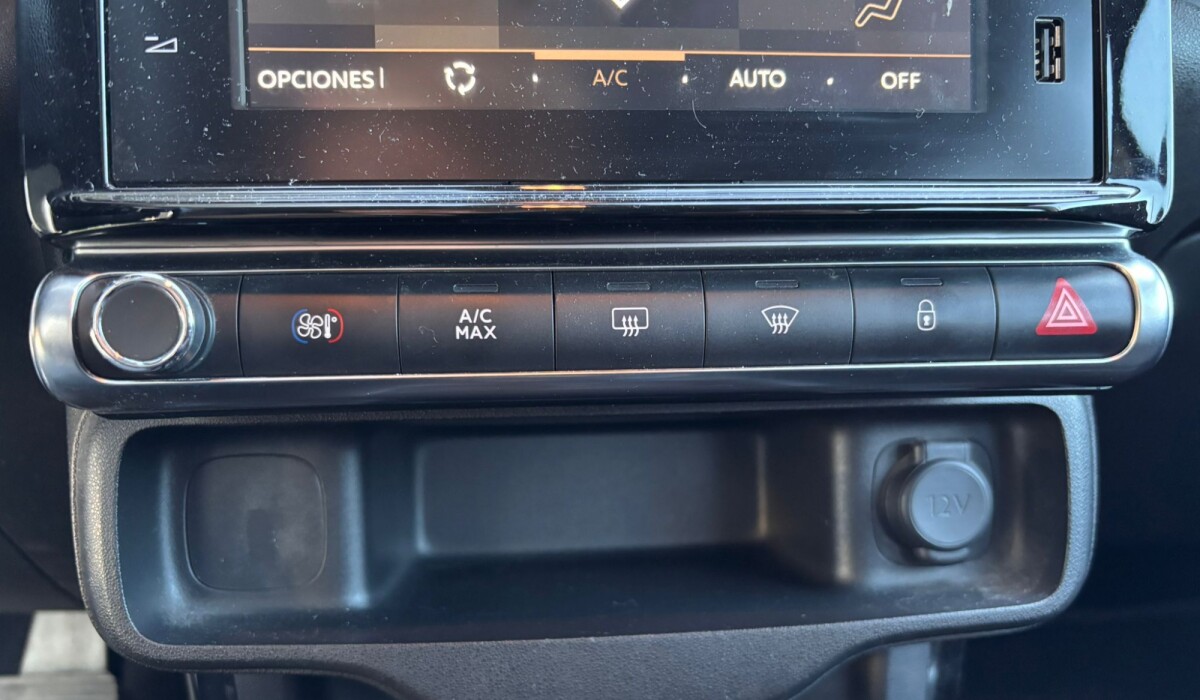 OPCIONES A/C AUTO OFF
A/C
MAX
12V